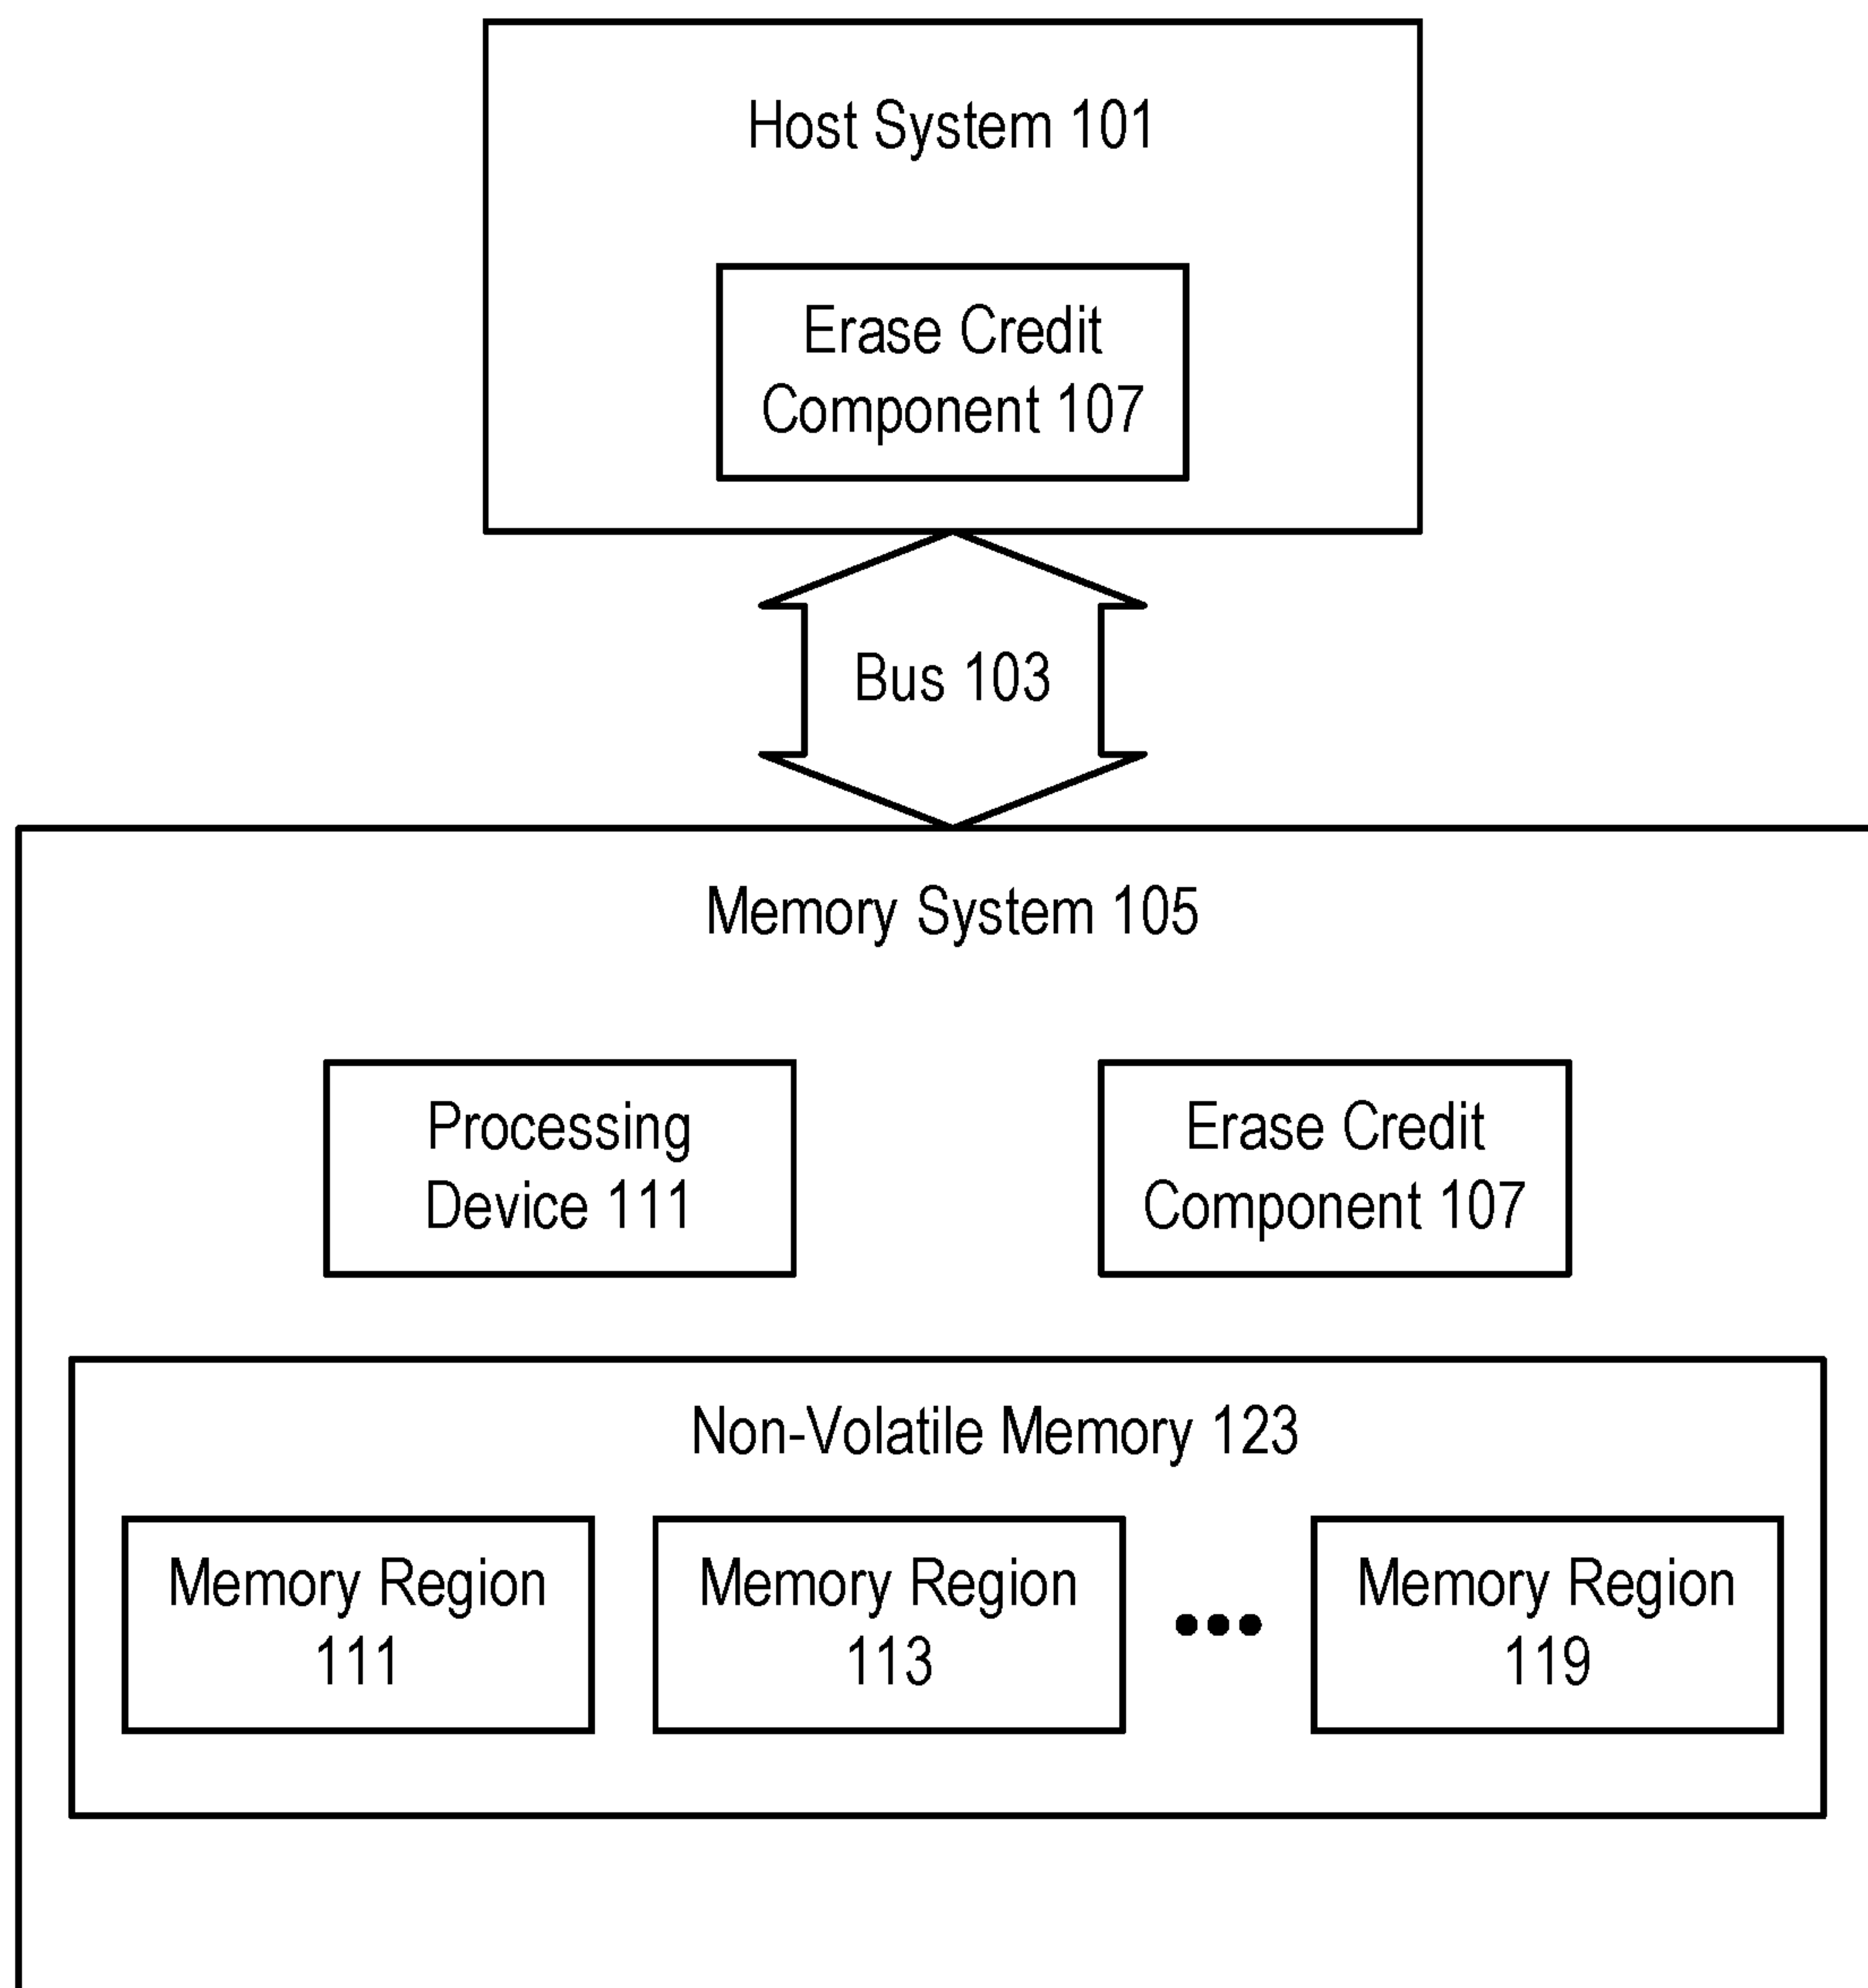 Host System 101
Erase Credit
Component 107
Bus 103
Memory System 105
Processing
Device 111
Erase Credit
Component 107
Non-Volatile Memory 123
Memory Region
111
Memory Region
113
Memory Region
119